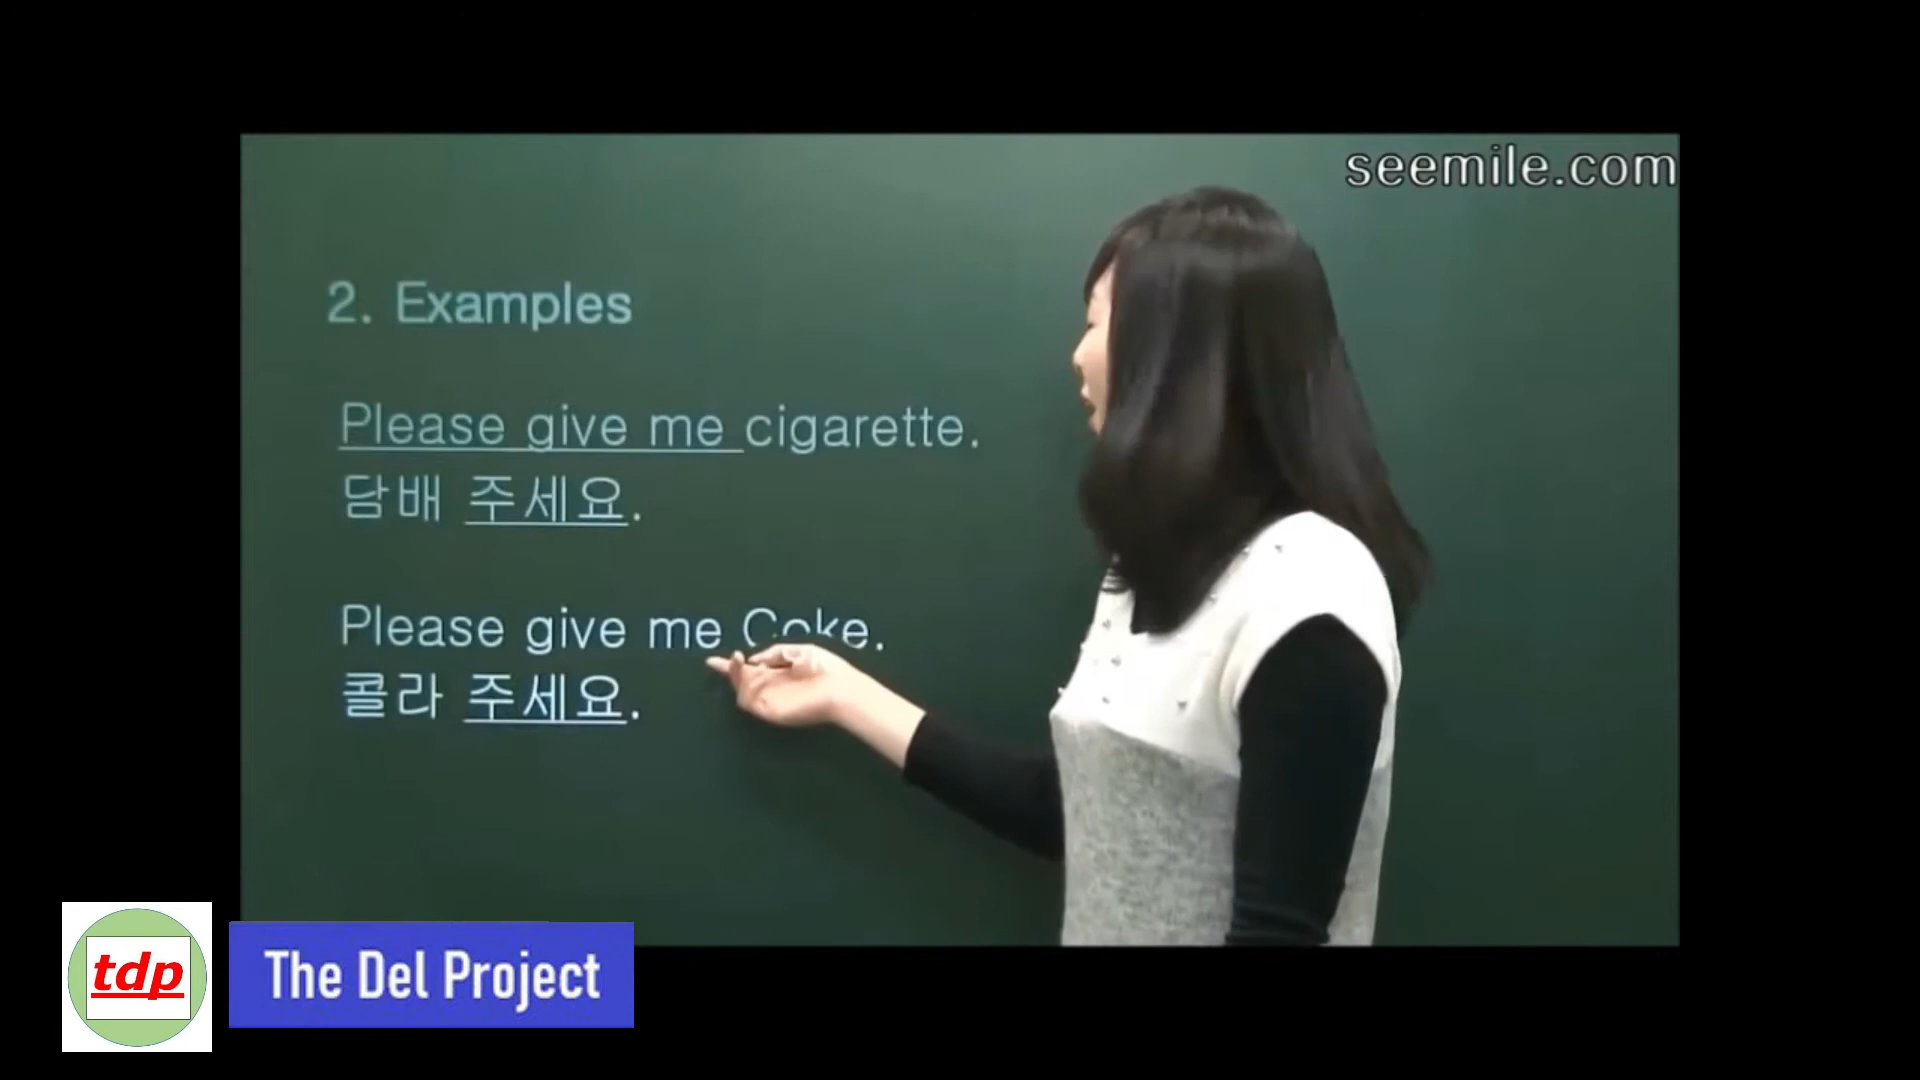 seemile.com
2. Examples
Please give me cigarette.
담배 주세요.
Please give me Coke.
콜라 주세요.
tdp
The Del Project